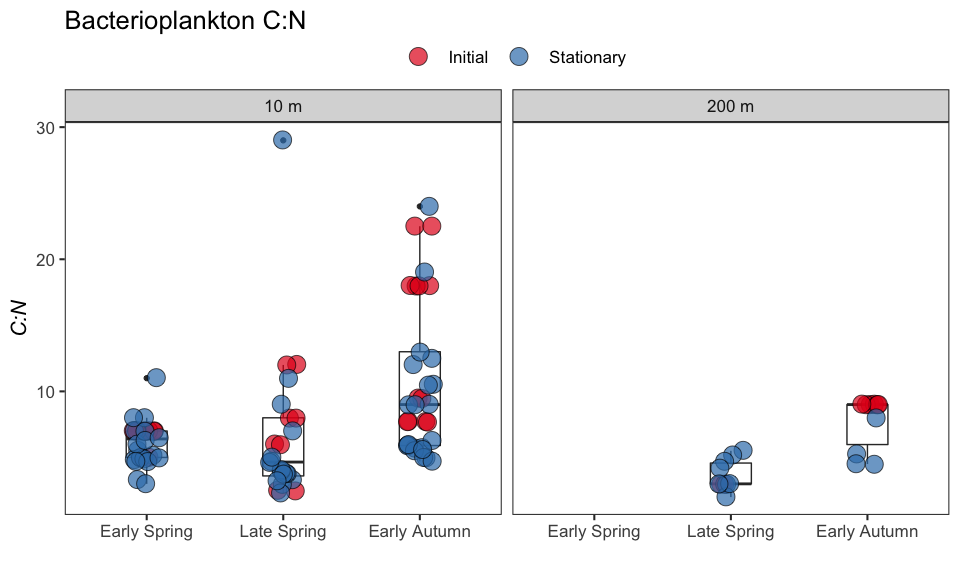 Bacterioplankton C:N
Initial Stationary
10 m
200 m
C:N
30
20
10
Early Spring Late Spring Early Autumn
Early Spring Late Spring Early Autumn